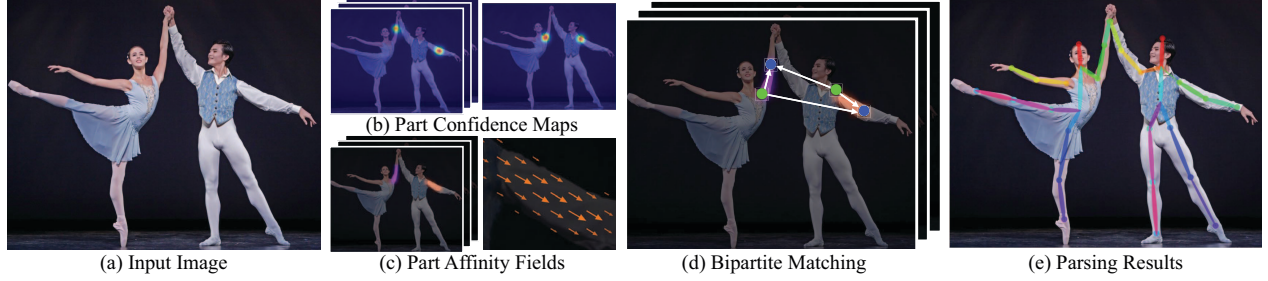 (a) Input Image
(b) Part Confidence Maps
(c) Part Affinity Fields
(d) Bipartite Matching
(e) Parsing Results